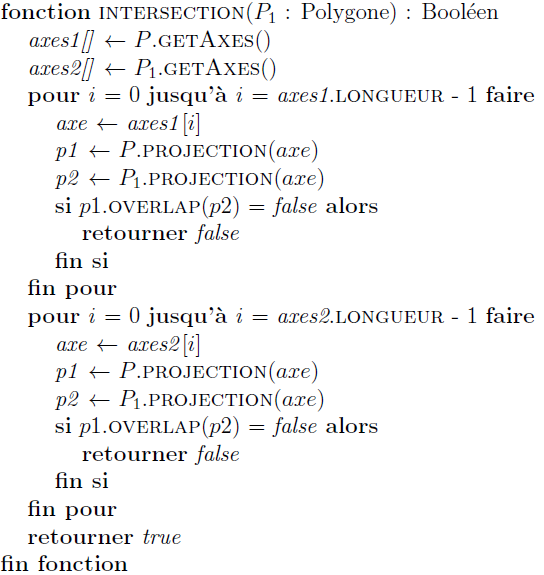 fonction INTERSECTION(P₁ : Polygone) : Booléen
axes1[] ← P.GETAXES()
axes2[] ← P₁.GETAXES()
pour i = 0 jusqu'à i = axes1.LONGUEUR - 1 faire
axe ← axes1[i]
p1 ← P.PROJECTION(axe)
p2 ← P₁.PROJECTION(axe)
si p1.OVERLAP(p2) = false alors
retourner false
fin si
fin pour
pour i = 0 jusqu'à i = axes2.LONGUEUR - 1 faire
axe ← axes2[i]
p1 ← P.PROJECTION(axe)
p2 ← P₁.PROJECTION(axe)
si p1.OVERLAP(p2) = false alors
retourner false
fin si
fin pour
retourner true
fin fonction